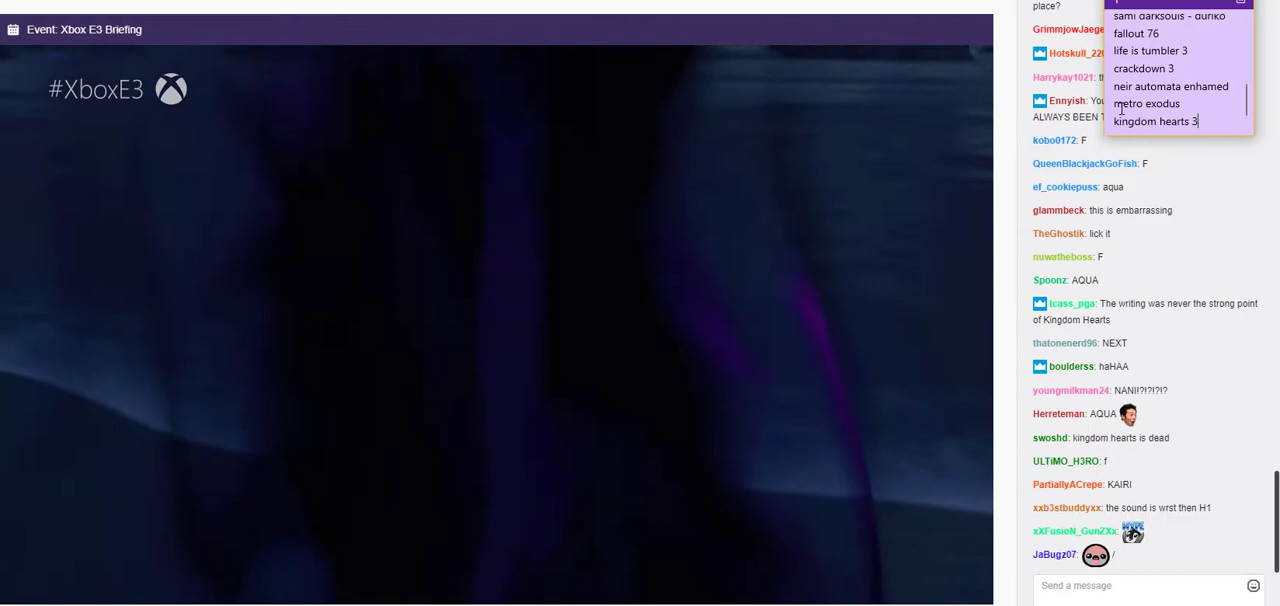 Event: Xbox E3 Briefing
#XboxE3
place?
sami darksouls - duriko
fallout 76
life is tumbler 3
crackdown 3
neir automata enhamed
metro exodus
kingdom hearts 3
GrimmjowJaege
Hotskull_22
Harrykay1021: th
Ennyish: You
ALWAYS BEEN T
kobo0172: F
QueenBlackjackGoFish: F
ef_cookiepuss: aqua
glammbeck: this is embarrassing
TheGhostik: lick it
nuwatheboss: F
Spoonz: AQUA
tcass_pga: The writing was never the strong point
of Kingdom Hearts
thatonenerd96: NEXT
boulderss: haHAA
youngmilkman24: NANI!?!?!?!?
Herreteman: AQUA
swoshd: kingdom hearts is dead
ULTiMO_H3RO: f
PartiallyACrepe: KAIRI
xxb3stbuddyxx: the sound is wrst then H1
xXFusioN_GunZXx:
JaBugz07: /
Send a message